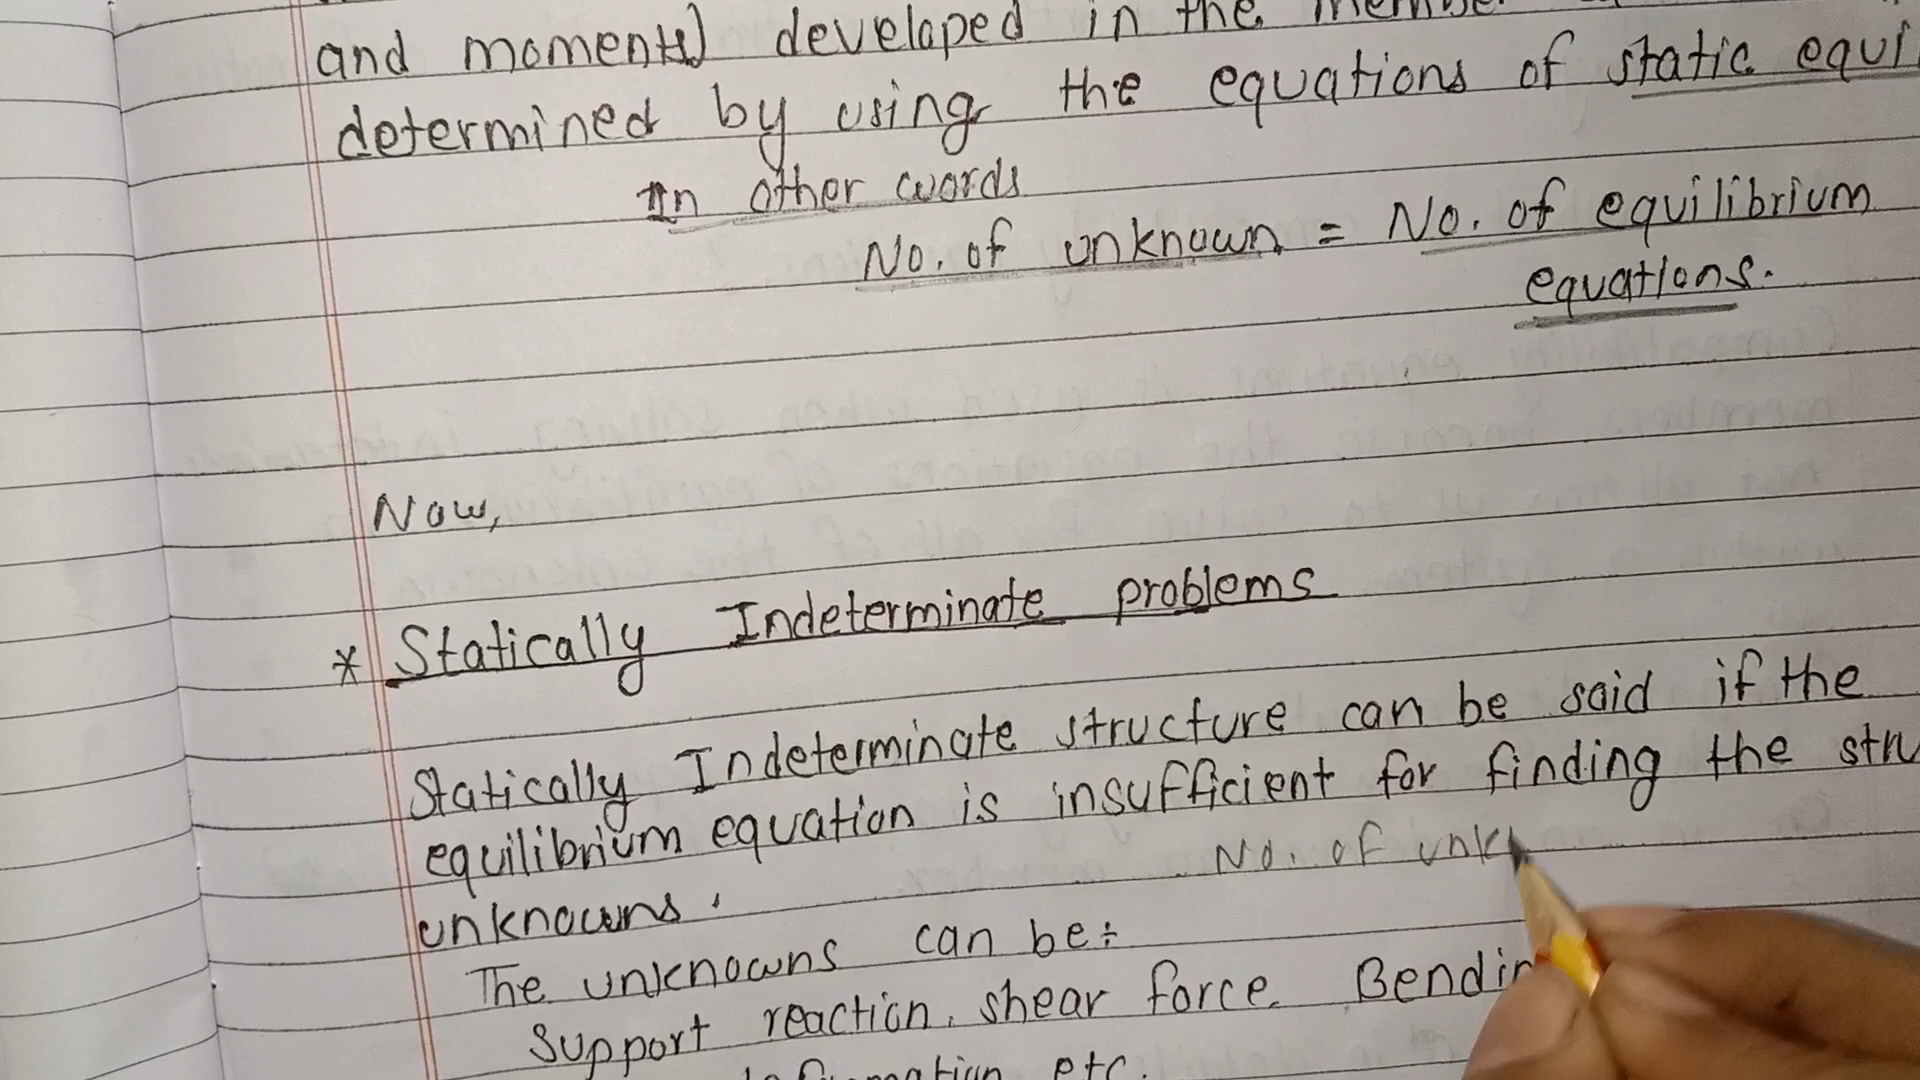 and moments) developed in the
determined by using the equations of static
In other words
No. of unknown = No. of equilibrium
equations.
Now,
* Statically Indeterminate problems
Statically Indeterminate structure can be said if the
equilibrium equation is insufficient for finding the
unknowns.
No. of unk
The unknowns can be:
Support reaction, shear force.
etc.